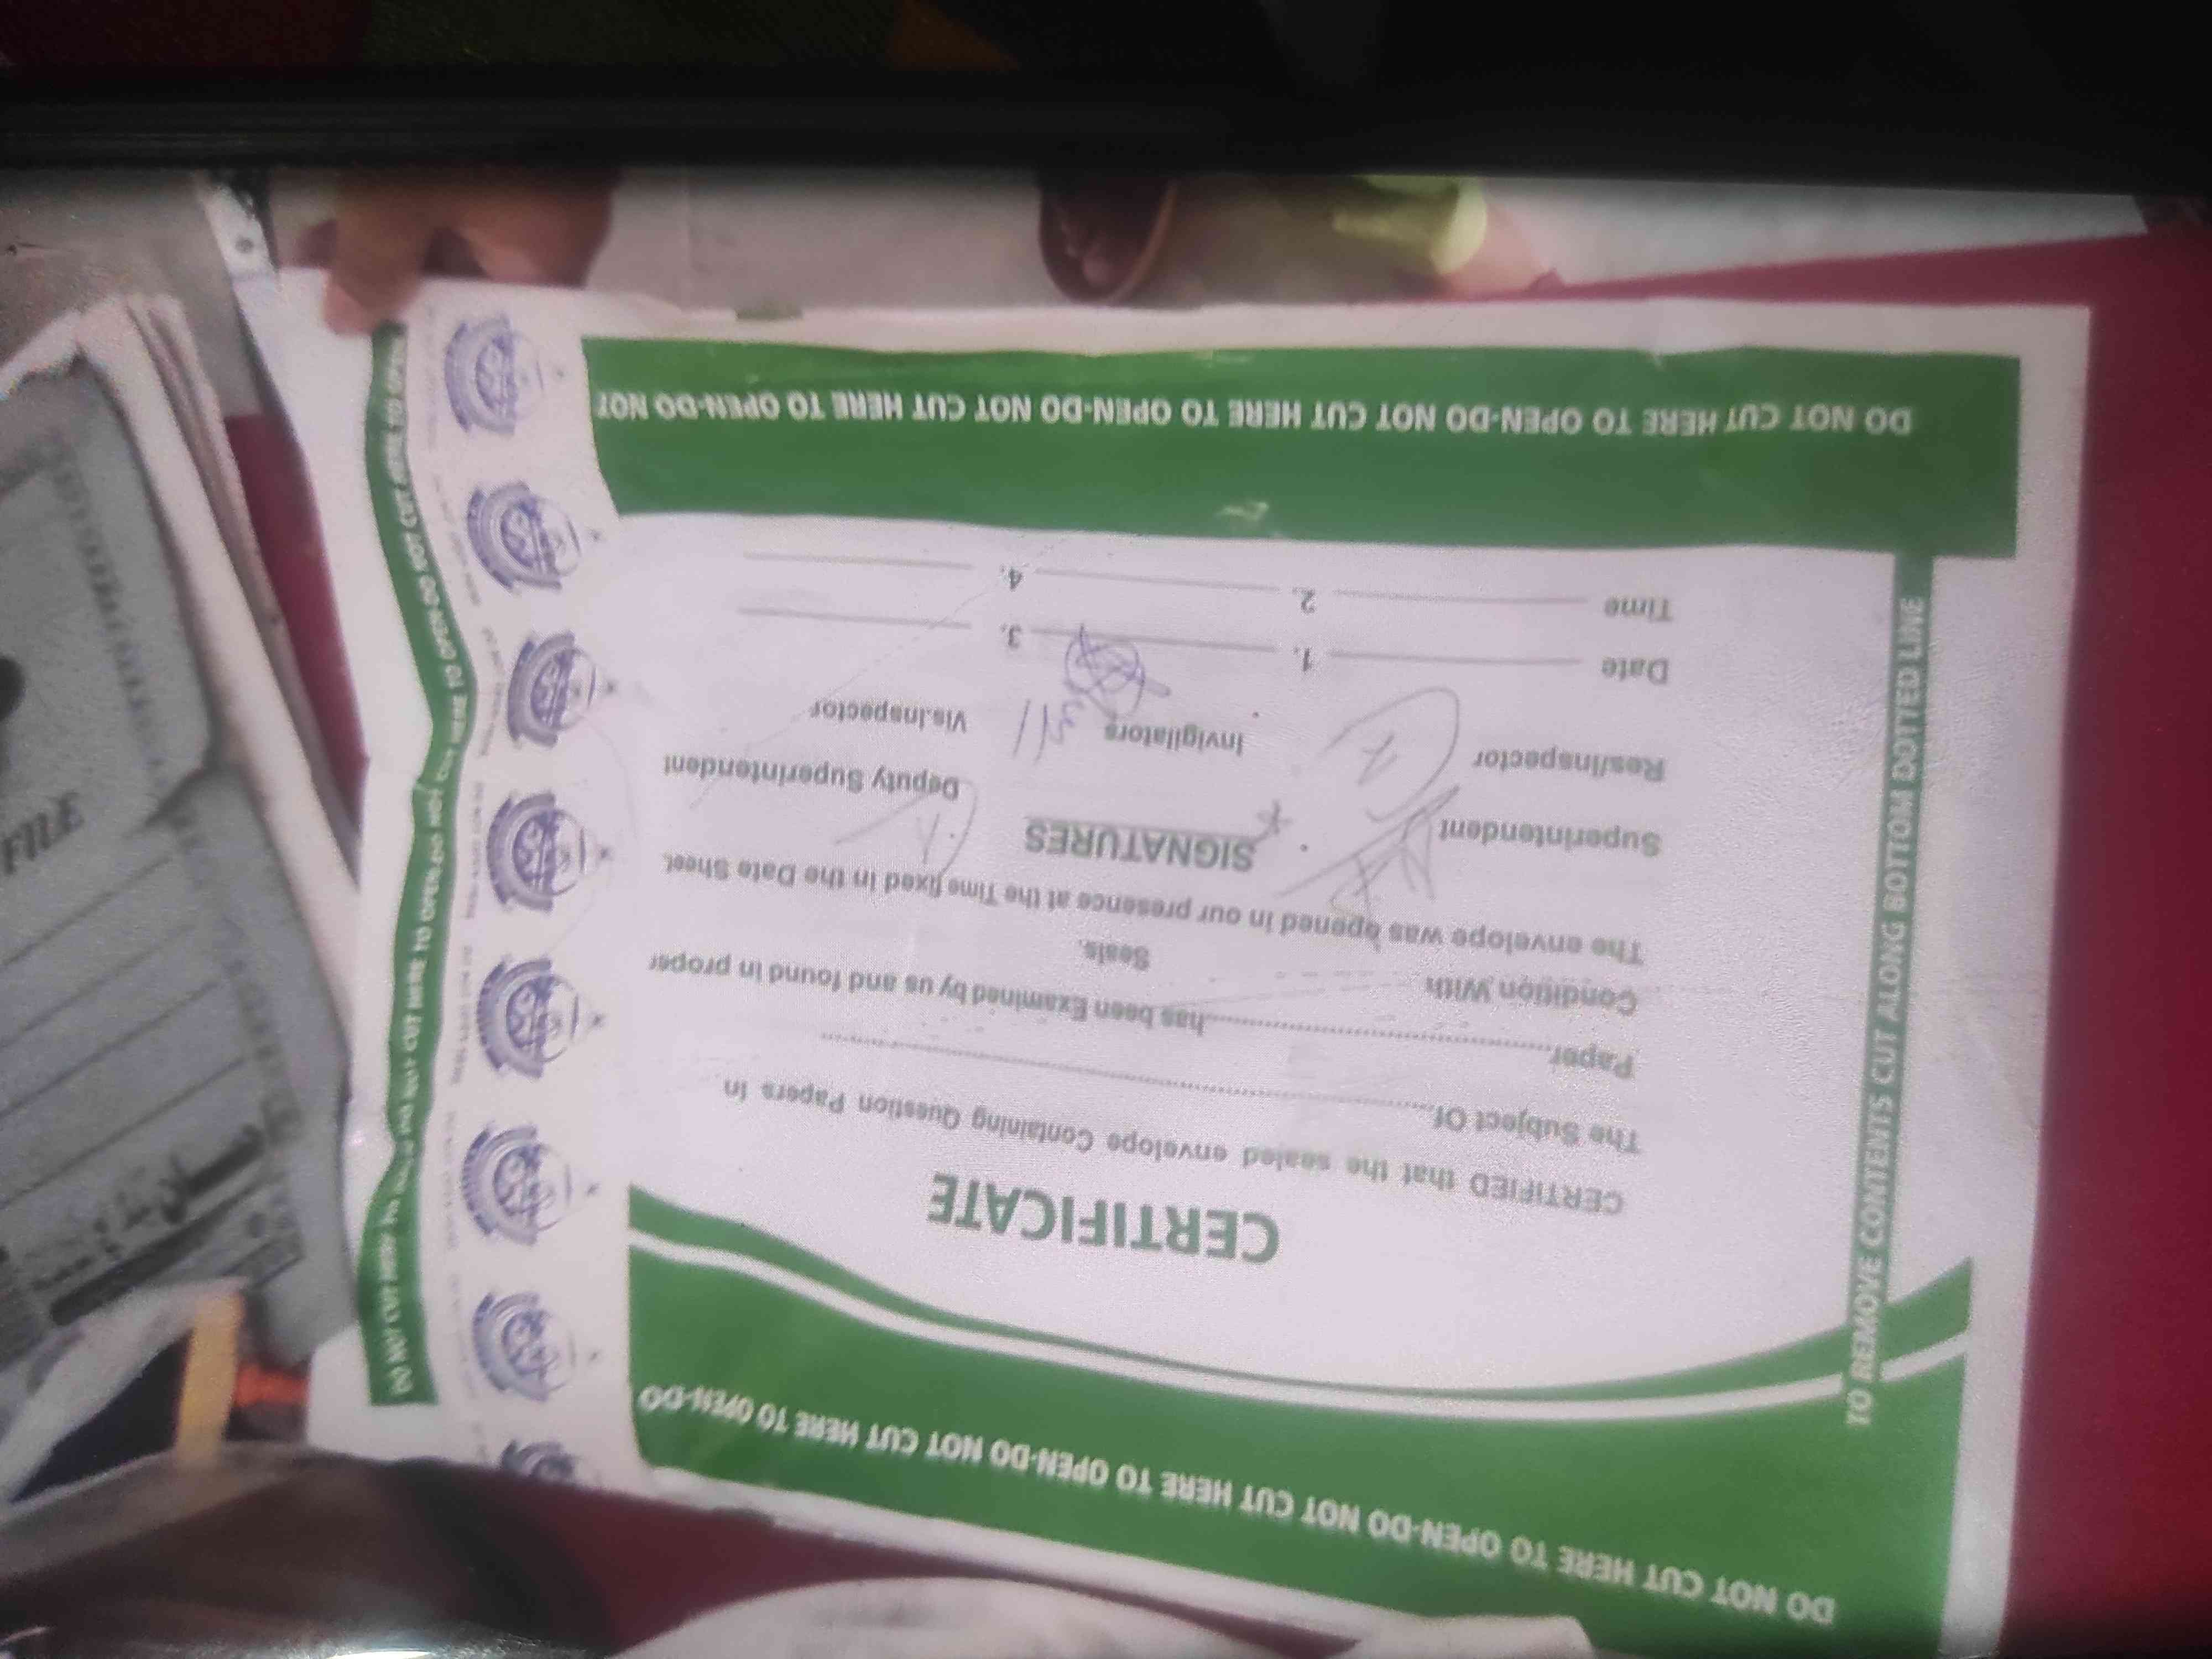 DO NOT CUT HERE TO OPEN-DO NOT CUT HERE TO OPEN-DO NOT CUT HERE TO OPEN-DO
CERTIFICATE
CERTIFIED that the sealed envelope Containing Question Papers in
The Subject Of
Paper has been Examined by us and found in proper
Condition With Seals.
The envelope was opened in our presence at the Time fixed in the Date Sheet.
SIGNATURES
Superintendent Deputy Superintendent
Res/Inspector Invigilators Vis.Inspector
Date 1. 3.
Time 2. 4.
DO NOT CUT HERE TO OPEN-DO NOT CUT HERE TO OPEN-DO NOT CUT HERE TO OPEN-DO NOT
TO REMOVE CONTENTS CUT ALONG BOTTOM DOTTED LINE
FILE